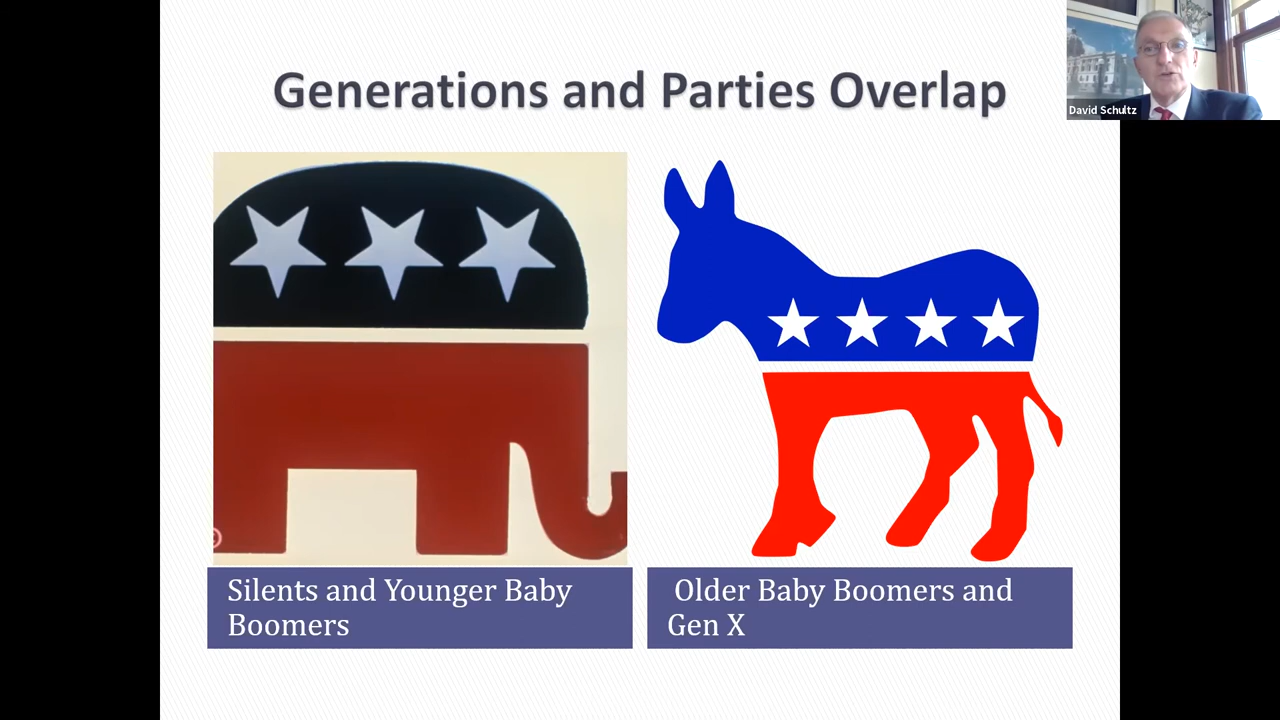 Generations and Parties Overlap
David Schultz
Silents and Younger Baby
Boomers
Older Baby Boomers and
Gen X